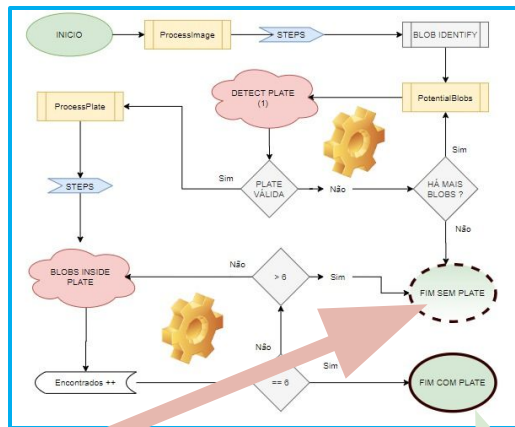 INICIO
ProcessImage
STEPS
BLOB IDENTIFY
DETECT PLATE
(1)
PotentialBlobs
ProcessPlate
Sim
Sim
PLATE
VÁLIDA
Não
HÁ MAIS
BLOBS ?
STEPS
Não
Não
> 6
Sim
BLOBS INSIDE
PLATE
FIM SEM PLATE
Não
Sim
Encontrados ++
== 6
FIM COM PLATE